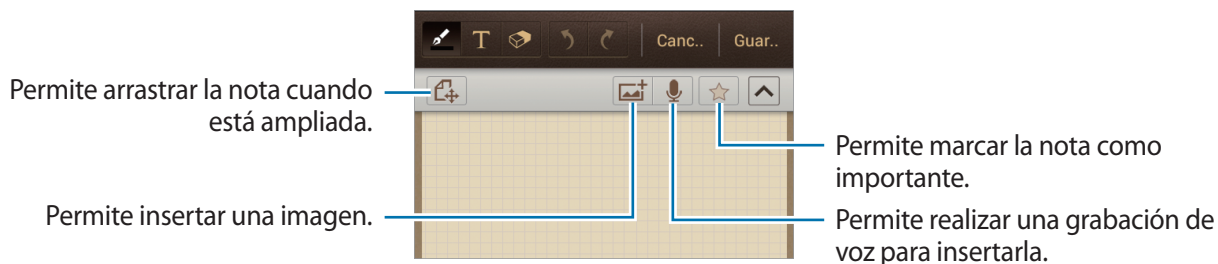 T Canc.. Guar..
Permite arrastrar la nota cuando
está ampliada.
Permite insertar una imagen.
Permite marcar la nota como
importante.
Permite realizar una grabación de
voz para insertarla.